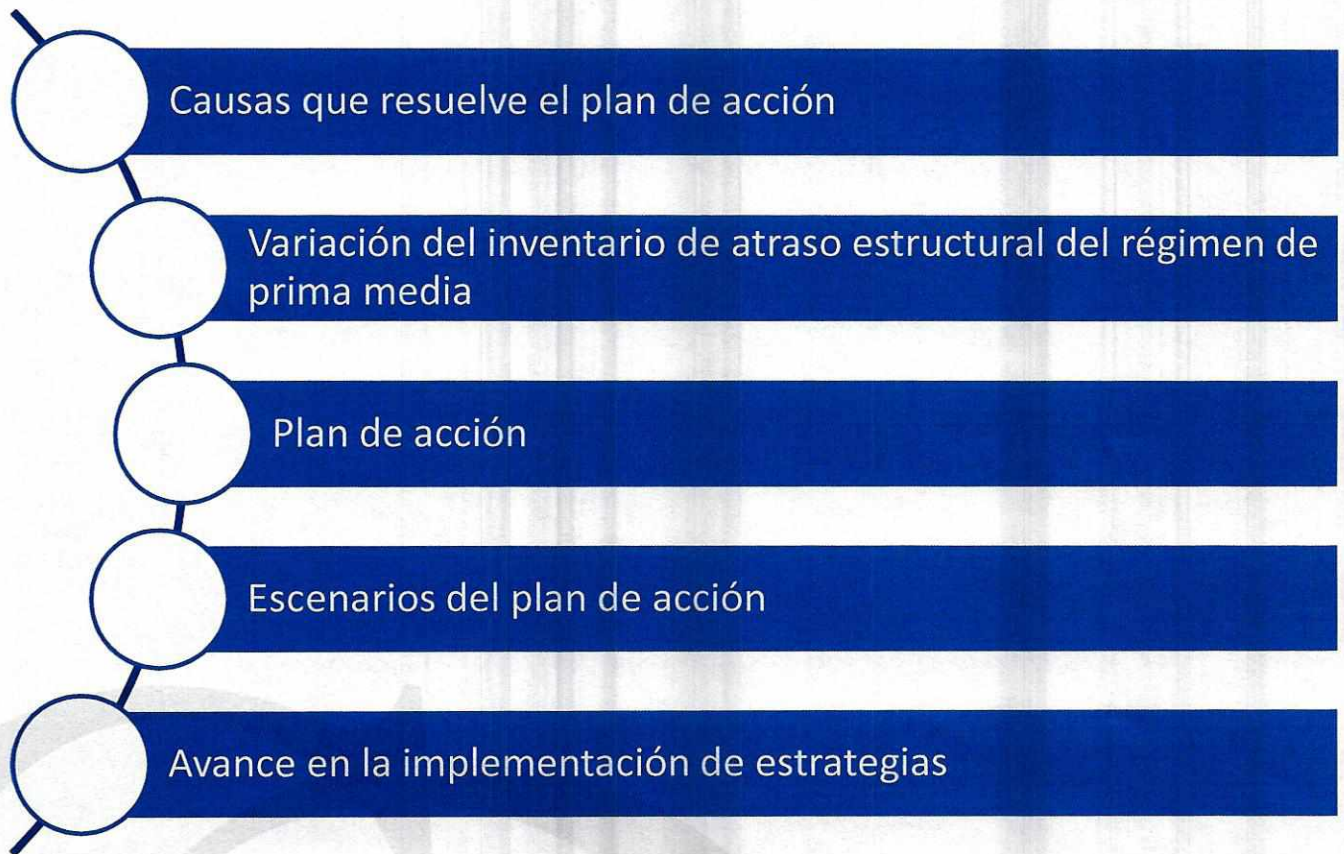 Causas que resuelve el plan de acción
Variación del inventario de atraso estructural del régimen de
prima media
Plan de acción
Escenarios del plan de acción
Avance en la implementación de estrategias